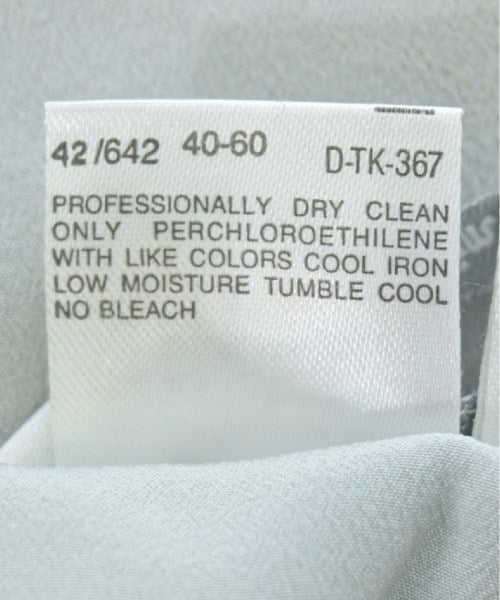 42/642 40-60 D-TK-367
PROFESSIONALLY DRY CLEAN
ONLY PERCHLOROETHILENE
WITH LIKE COLORS COOL IRON
LOW MOISTURE TUMBLE COOL
NO BLEACH